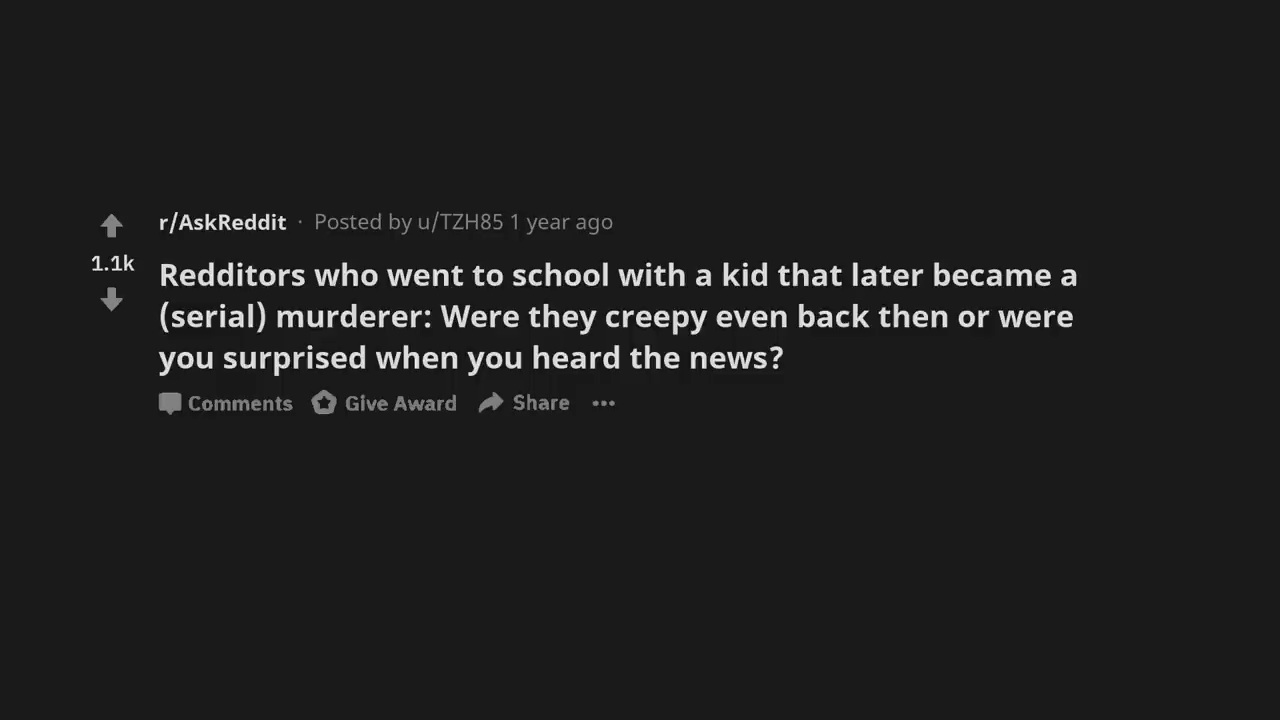 r/AskReddit · Posted by u/TZH85 1 year ago
1.1k
Redditors who went to school with a kid that later became a
(serial) murderer: Were they creepy even back then or were
you surprised when you heard the news?
Comments Give Award Share ···